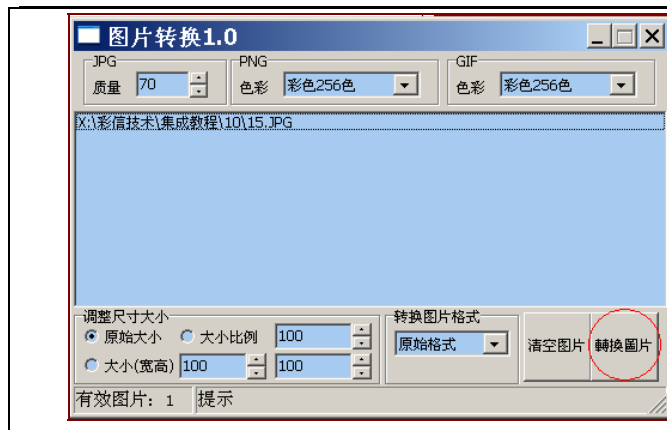 图片转换1.0
JPG PNG GIF
质量 70 色彩 彩色256色 色彩 彩色256色
X:\彩信技术\集成教程\10\15.JPG
调整尺寸大小 转换图片格式
原始大小 大小比例 100 原始格式 清空图片 轉換圖片
大小(宽高) 100 100
有效图片: 1 提示